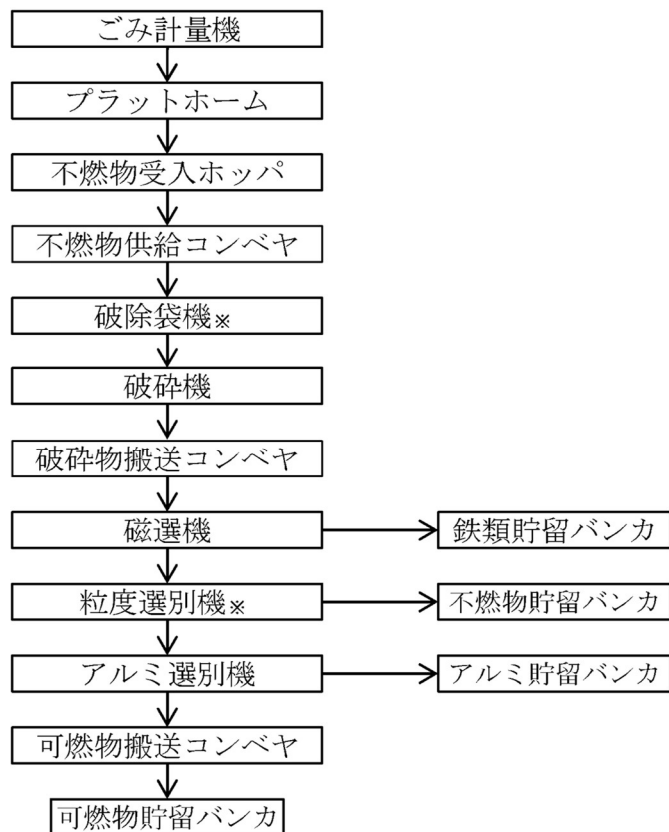 ごみ計量機
プラットホーム
不燃物受入ホッパ
不燃物供給コンベヤ
破除袋機※
破砕機
破砕物搬送コンベヤ
磁選機
鉄類貯留バンカ
粒度選別機※
不燃物貯留バンカ
アルミ選別機
アルミ貯留バンカ
可燃物搬送コンベヤ
可燃物貯留バンカ